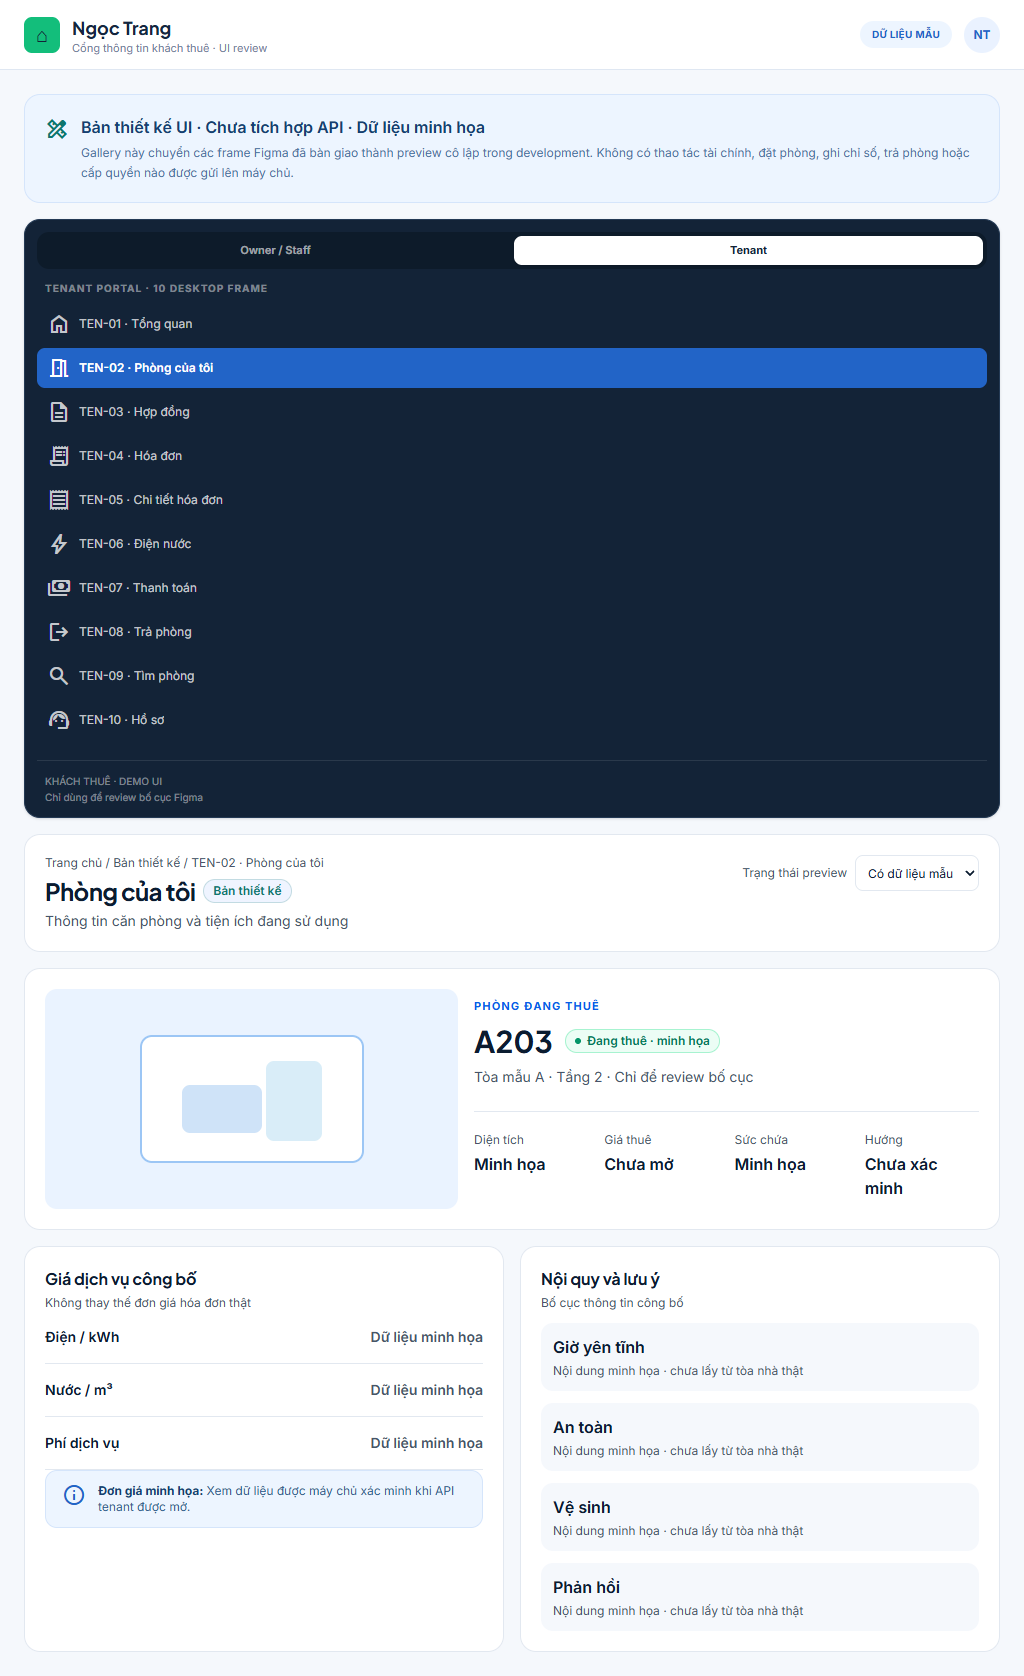 Ngọc Trang
Cổng thông tin khách thuê · UI review
DỮ LIỆU MẪU
NT
Bản thiết kế UI · Chưa tích hợp API · Dữ liệu minh họa
Gallery này chuyển các frame Figma đã bàn giao thành preview cô lập trong development. Không có thao tác tài chính, đặt phòng, ghi chỉ số, trả phòng hoặc
cấp quyền nào được gửi lên máy chủ.
Owner / Staff
Tenant
TENANT PORTAL · 10 DESKTOP FRAME
TEN-01 · Tổng quan
TEN-02 · Phòng của tôi
TEN-03 · Hợp đồng
TEN-04 · Hóa đơn
TEN-05 · Chi tiết hóa đơn
TEN-06 · Điện nước
TEN-07 · Thanh toán
TEN-08 · Trả phòng
TEN-09 · Tìm phòng
TEN-10 · Hồ sơ
KHÁCH THUÊ · DEMO UI
Chỉ dùng để review bố cục Figma
Trang chủ / Bản thiết kế / TEN-02 · Phòng của tôi
Phòng của tôi
Bản thiết kế
Thông tin căn phòng và tiện ích đang sử dụng
Trạng thái preview
Có dữ liệu mẫu
PHÒNG ĐANG THUÊ
A203
Đang thuê · minh họa
Tòa mẫu A · Tầng 2 · Chỉ để review bố cục
Diện tích
Minh họa
Giá thuê
Chưa mở
Sức chứa
Minh họa
Hướng
Chưa xác
minh
Giá dịch vụ công bố
Không thay thế đơn giá hóa đơn thật
Điện / kWh
Dữ liệu minh họa
Nước / m³
Dữ liệu minh họa
Phí dịch vụ
Dữ liệu minh họa
Đơn giá minh họa: Xem dữ liệu được máy chủ xác minh khi API
tenant được mở.
Nội quy và lưu ý
Bố cục thông tin công bố
Giờ yên tĩnh
Nội dung minh họa · chưa lấy từ tòa nhà thật
An toàn
Nội dung minh họa · chưa lấy từ tòa nhà thật
Vệ sinh
Nội dung minh họa · chưa lấy từ tòa nhà thật
Phản hồi
Nội dung minh họa · chưa lấy từ tòa nhà thật